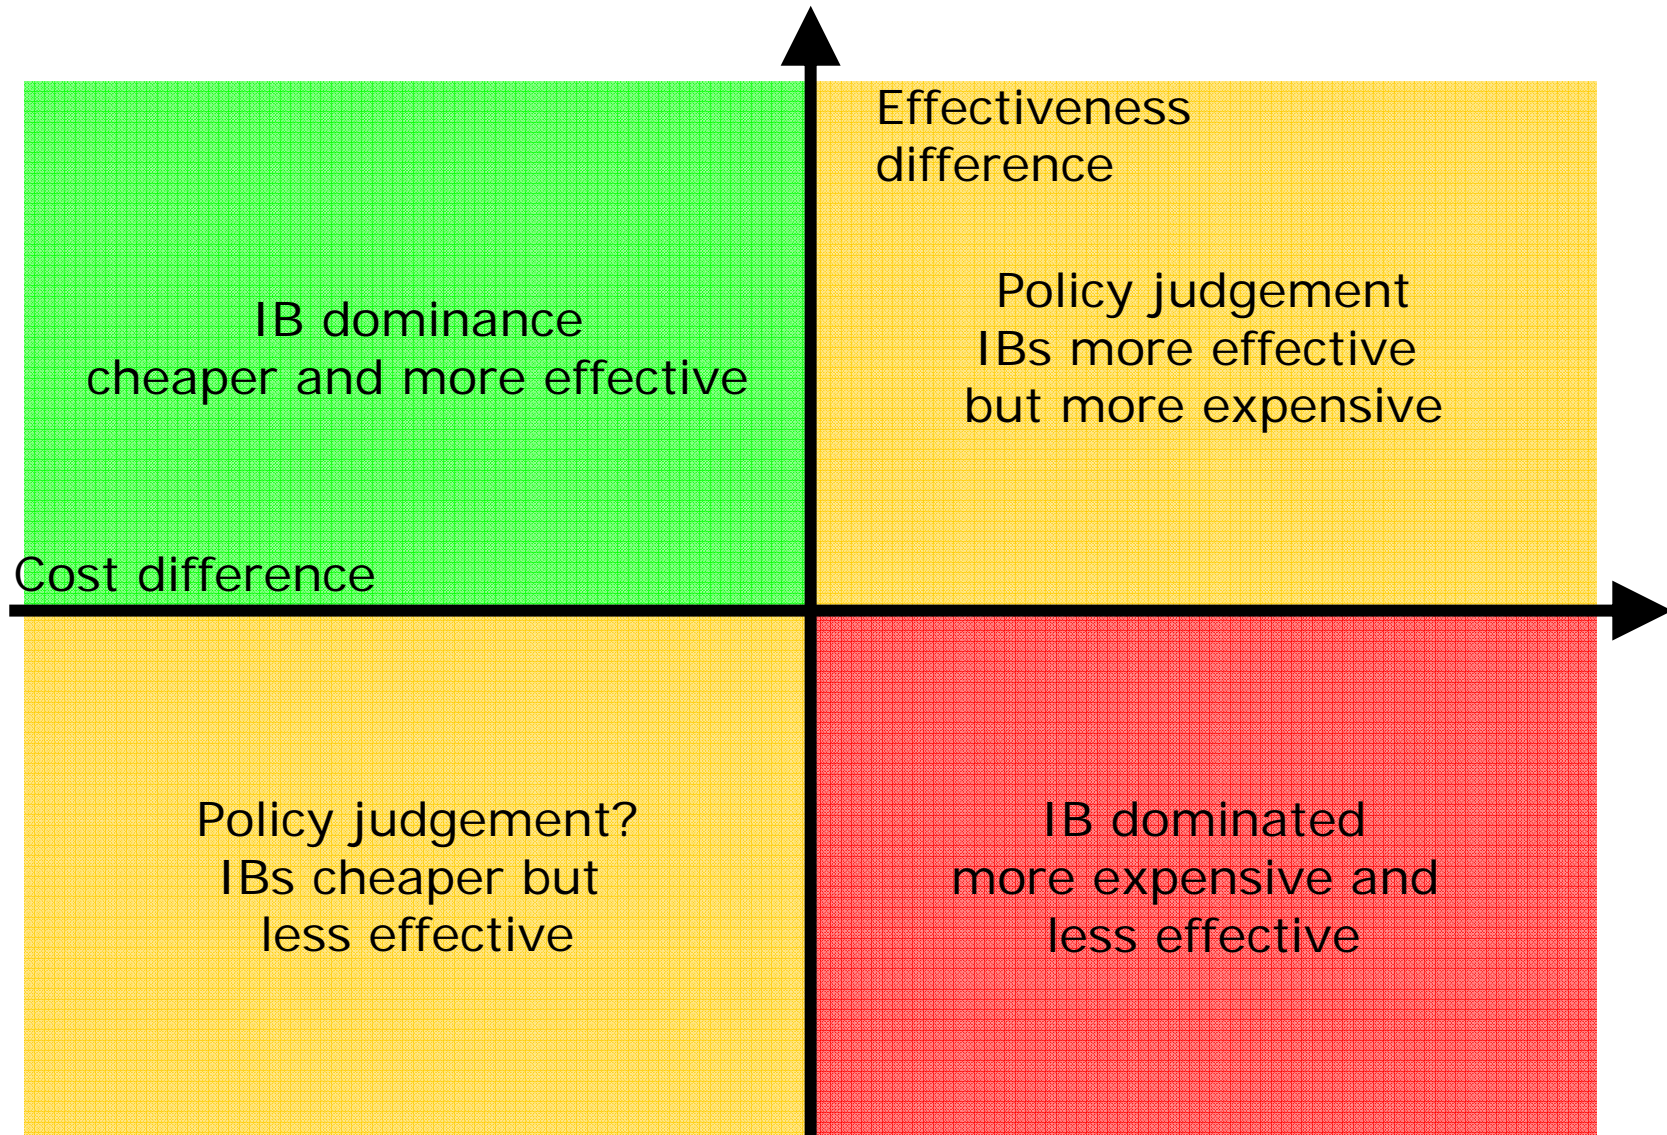 Effectiveness
difference
IB dominance
cheaper and more effective
Policy judgement
IBs more effective
but more expensive
Cost difference
Policy judgement?
IBs cheaper but
less effective
IB dominated
more expensive and
less effective